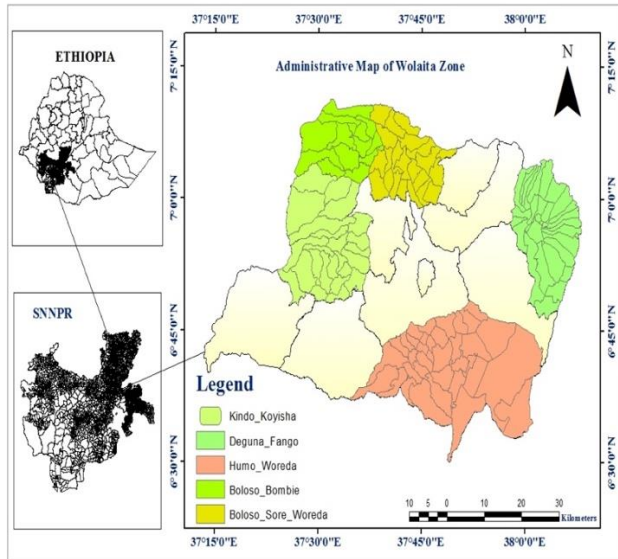 37°15'0"E 37°30'0"E 37°45'0"E 38°0'0"E
ETHIOPIA
Administrative Map of Wolaita Zone
N
7°15'0"N
7°15'0"N
7°0'0"N
7°0'0"N
6°45'0"N
6°45'0"N
6°30'0"N
6°30'0"N
SNNPR
Legend
Kindo_Koyisha
Deguna_Fango
Humo_Woreda
Boloso_Bombie
Boloso_Sore_Woreda
10 5 0 10 20 30
Kilometers
37°15'0"E 37°30'0"E 37°45'0"E 38°0'0"E